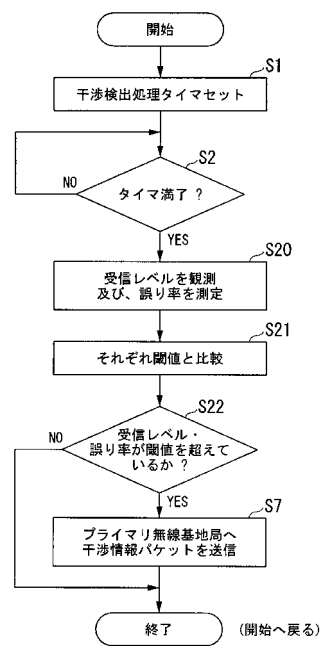 開始
S1
干渉検出処理タイマセット
S2
NO
タイマ満了 ?
YES
S20
受信レベルを観測
及び、誤り率を測定
S21
それぞれ閾値と比較
S22
NO
受信レベル・
誤り率が閾値を超えて
いるか ?
YES
S7
プライマリ無線基地局へ
干渉情報パケットを送信
終了
(開始へ戻る)